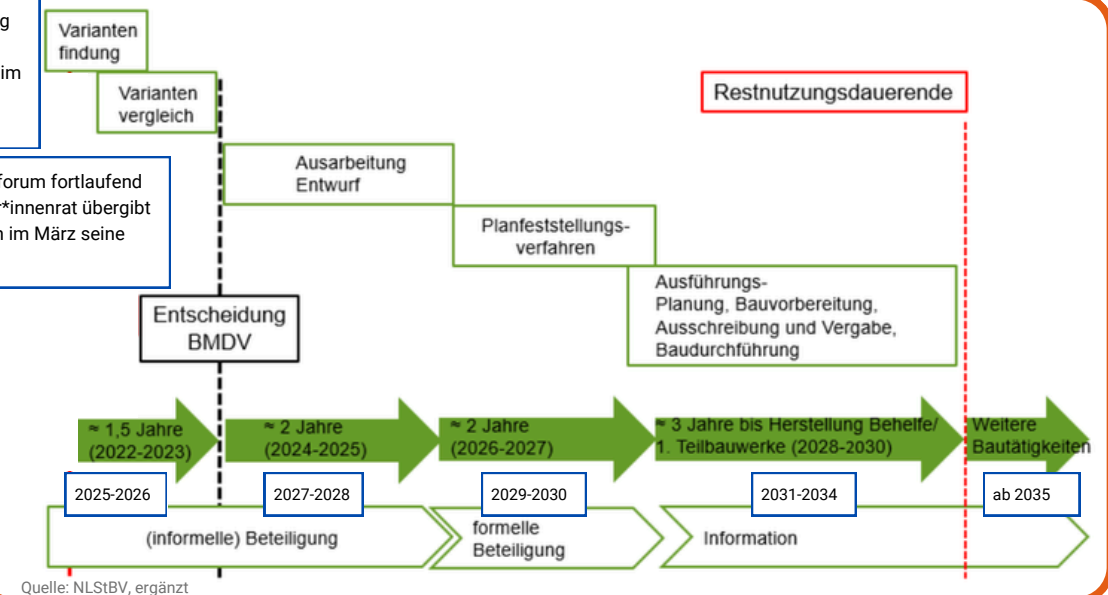 g
im
Varianten
findung
Varianten
vergleich
Restnutzungsdauerende
Ausarbeitung
Entwurf
forum fortlaufend
r*innenrat übergibt
n im März seine
Planfeststellungs-
verfahren
Ausführungs-
Planung, Bauvorbereitung,
Ausschreibung und Vergabe,
Baudurchführung
Entscheidung
BMDV
≈ 1,5 Jahre
(2022-2023)
≈ 2 Jahre
(2024-2025)
≈ 2 Jahre
(2026-2027)
≈ 3 Jahre bis Herstellung Behelfe/
1. Teilbauwerke (2028-2030)
Weitere
Bautätigkeiten
2025-2026
2027-2028
2029-2030
2031-2034
ab 2035
(informelle) Beteiligung
formelle
Beteiligung
Information
Quelle: NLStBV, ergänzt